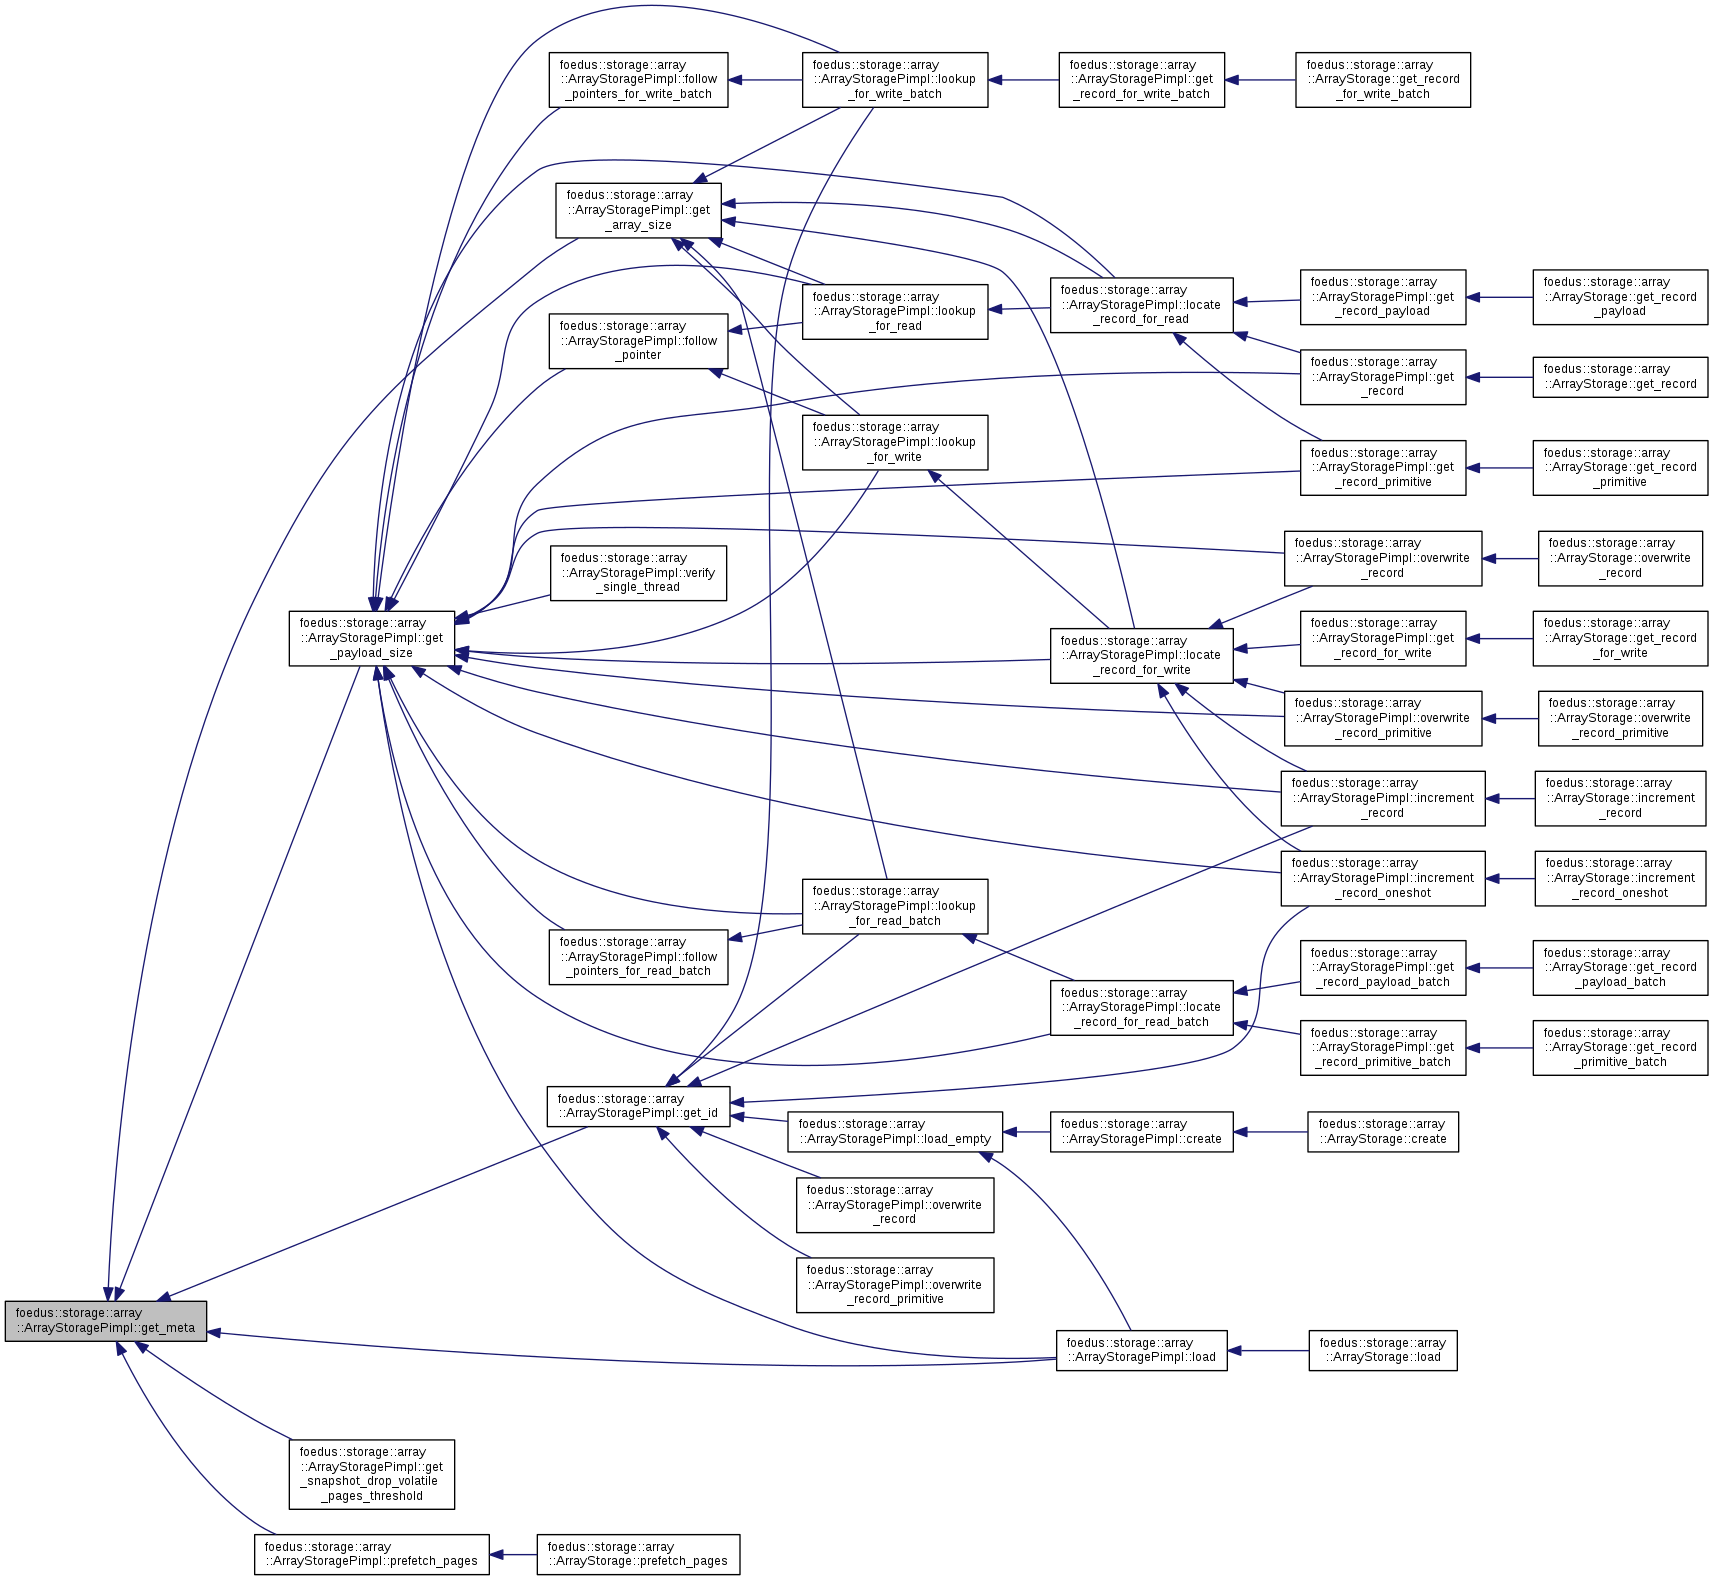 foedus::storage::array
::ArrayStoragePimpl::get_meta
foedus::storage::array
::ArrayStoragePimpl::get
_payload_size
foedus::storage::array
::ArrayStoragePimpl::get
_snapshot_drop_volatile
_pages_threshold
foedus::storage::array
::ArrayStoragePimpl::prefetch_pages
foedus::storage::array
::ArrayStoragePimpl::follow
_pointers_for_write_batch
foedus::storage::array
::ArrayStoragePimpl::get
_array_size
foedus::storage::array
::ArrayStoragePimpl::follow
_pointer
foedus::storage::array
::ArrayStoragePimpl::verify
_single_thread
foedus::storage::array
::ArrayStoragePimpl::follow
_pointers_for_read_batch
foedus::storage::array
::ArrayStoragePimpl::get_id
foedus::storage::array
::ArrayStorage::prefetch_pages
foedus::storage::array
::ArrayStoragePimpl::lookup
_for_write_batch
foedus::storage::array
::ArrayStoragePimpl::lookup
_for_read
foedus::storage::array
::ArrayStoragePimpl::lookup
_for_write
foedus::storage::array
::ArrayStoragePimpl::lookup
_for_read_batch
foedus::storage::array
::ArrayStoragePimpl::load_empty
foedus::storage::array
::ArrayStoragePimpl::overwrite
_record
foedus::storage::array
::ArrayStoragePimpl::overwrite
_record_primitive
foedus::storage::array
::ArrayStoragePimpl::get
_record_for_write_batch
foedus::storage::array
::ArrayStoragePimpl::locate
_record_for_read
foedus::storage::array
::ArrayStoragePimpl::locate
_record_for_write
foedus::storage::array
::ArrayStoragePimpl::locate
_record_for_read_batch
foedus::storage::array
::ArrayStoragePimpl::create
foedus::storage::array
::ArrayStoragePimpl::load
foedus::storage::array
::ArrayStorage::get_record
_for_write_batch
foedus::storage::array
::ArrayStoragePimpl::get
_record_payload
foedus::storage::array
::ArrayStoragePimpl::get
_record
foedus::storage::array
::ArrayStoragePimpl::get
_record_primitive
foedus::storage::array
::ArrayStoragePimpl::overwrite
_record
foedus::storage::array
::ArrayStoragePimpl::get
_record_for_write
foedus::storage::array
::ArrayStoragePimpl::overwrite
_record_primitive
foedus::storage::array
::ArrayStoragePimpl::increment
_record
foedus::storage::array
::ArrayStoragePimpl::increment
_record_oneshot
foedus::storage::array
::ArrayStoragePimpl::get
_record_payload_batch
foedus::storage::array
::ArrayStoragePimpl::get
_record_primitive_batch
foedus::storage::array
::ArrayStorage::create
foedus::storage::array
::ArrayStorage::load
foedus::storage::array
::ArrayStorage::get_record
_payload
foedus::storage::array
::ArrayStorage::get_record
foedus::storage::array
::ArrayStorage::get_record
_primitive
foedus::storage::array
::ArrayStorage::overwrite
_record
foedus::storage::array
::ArrayStorage::get_record
_for_write
foedus::storage::array
::ArrayStorage::overwrite
_record_primitive
foedus::storage::array
::ArrayStorage::increment
_record
foedus::storage::array
::ArrayStorage::increment
_record_oneshot
foedus::storage::array
::ArrayStorage::get_record
_payload_batch
foedus::storage::array
::ArrayStorage::get_record
_primitive_batch